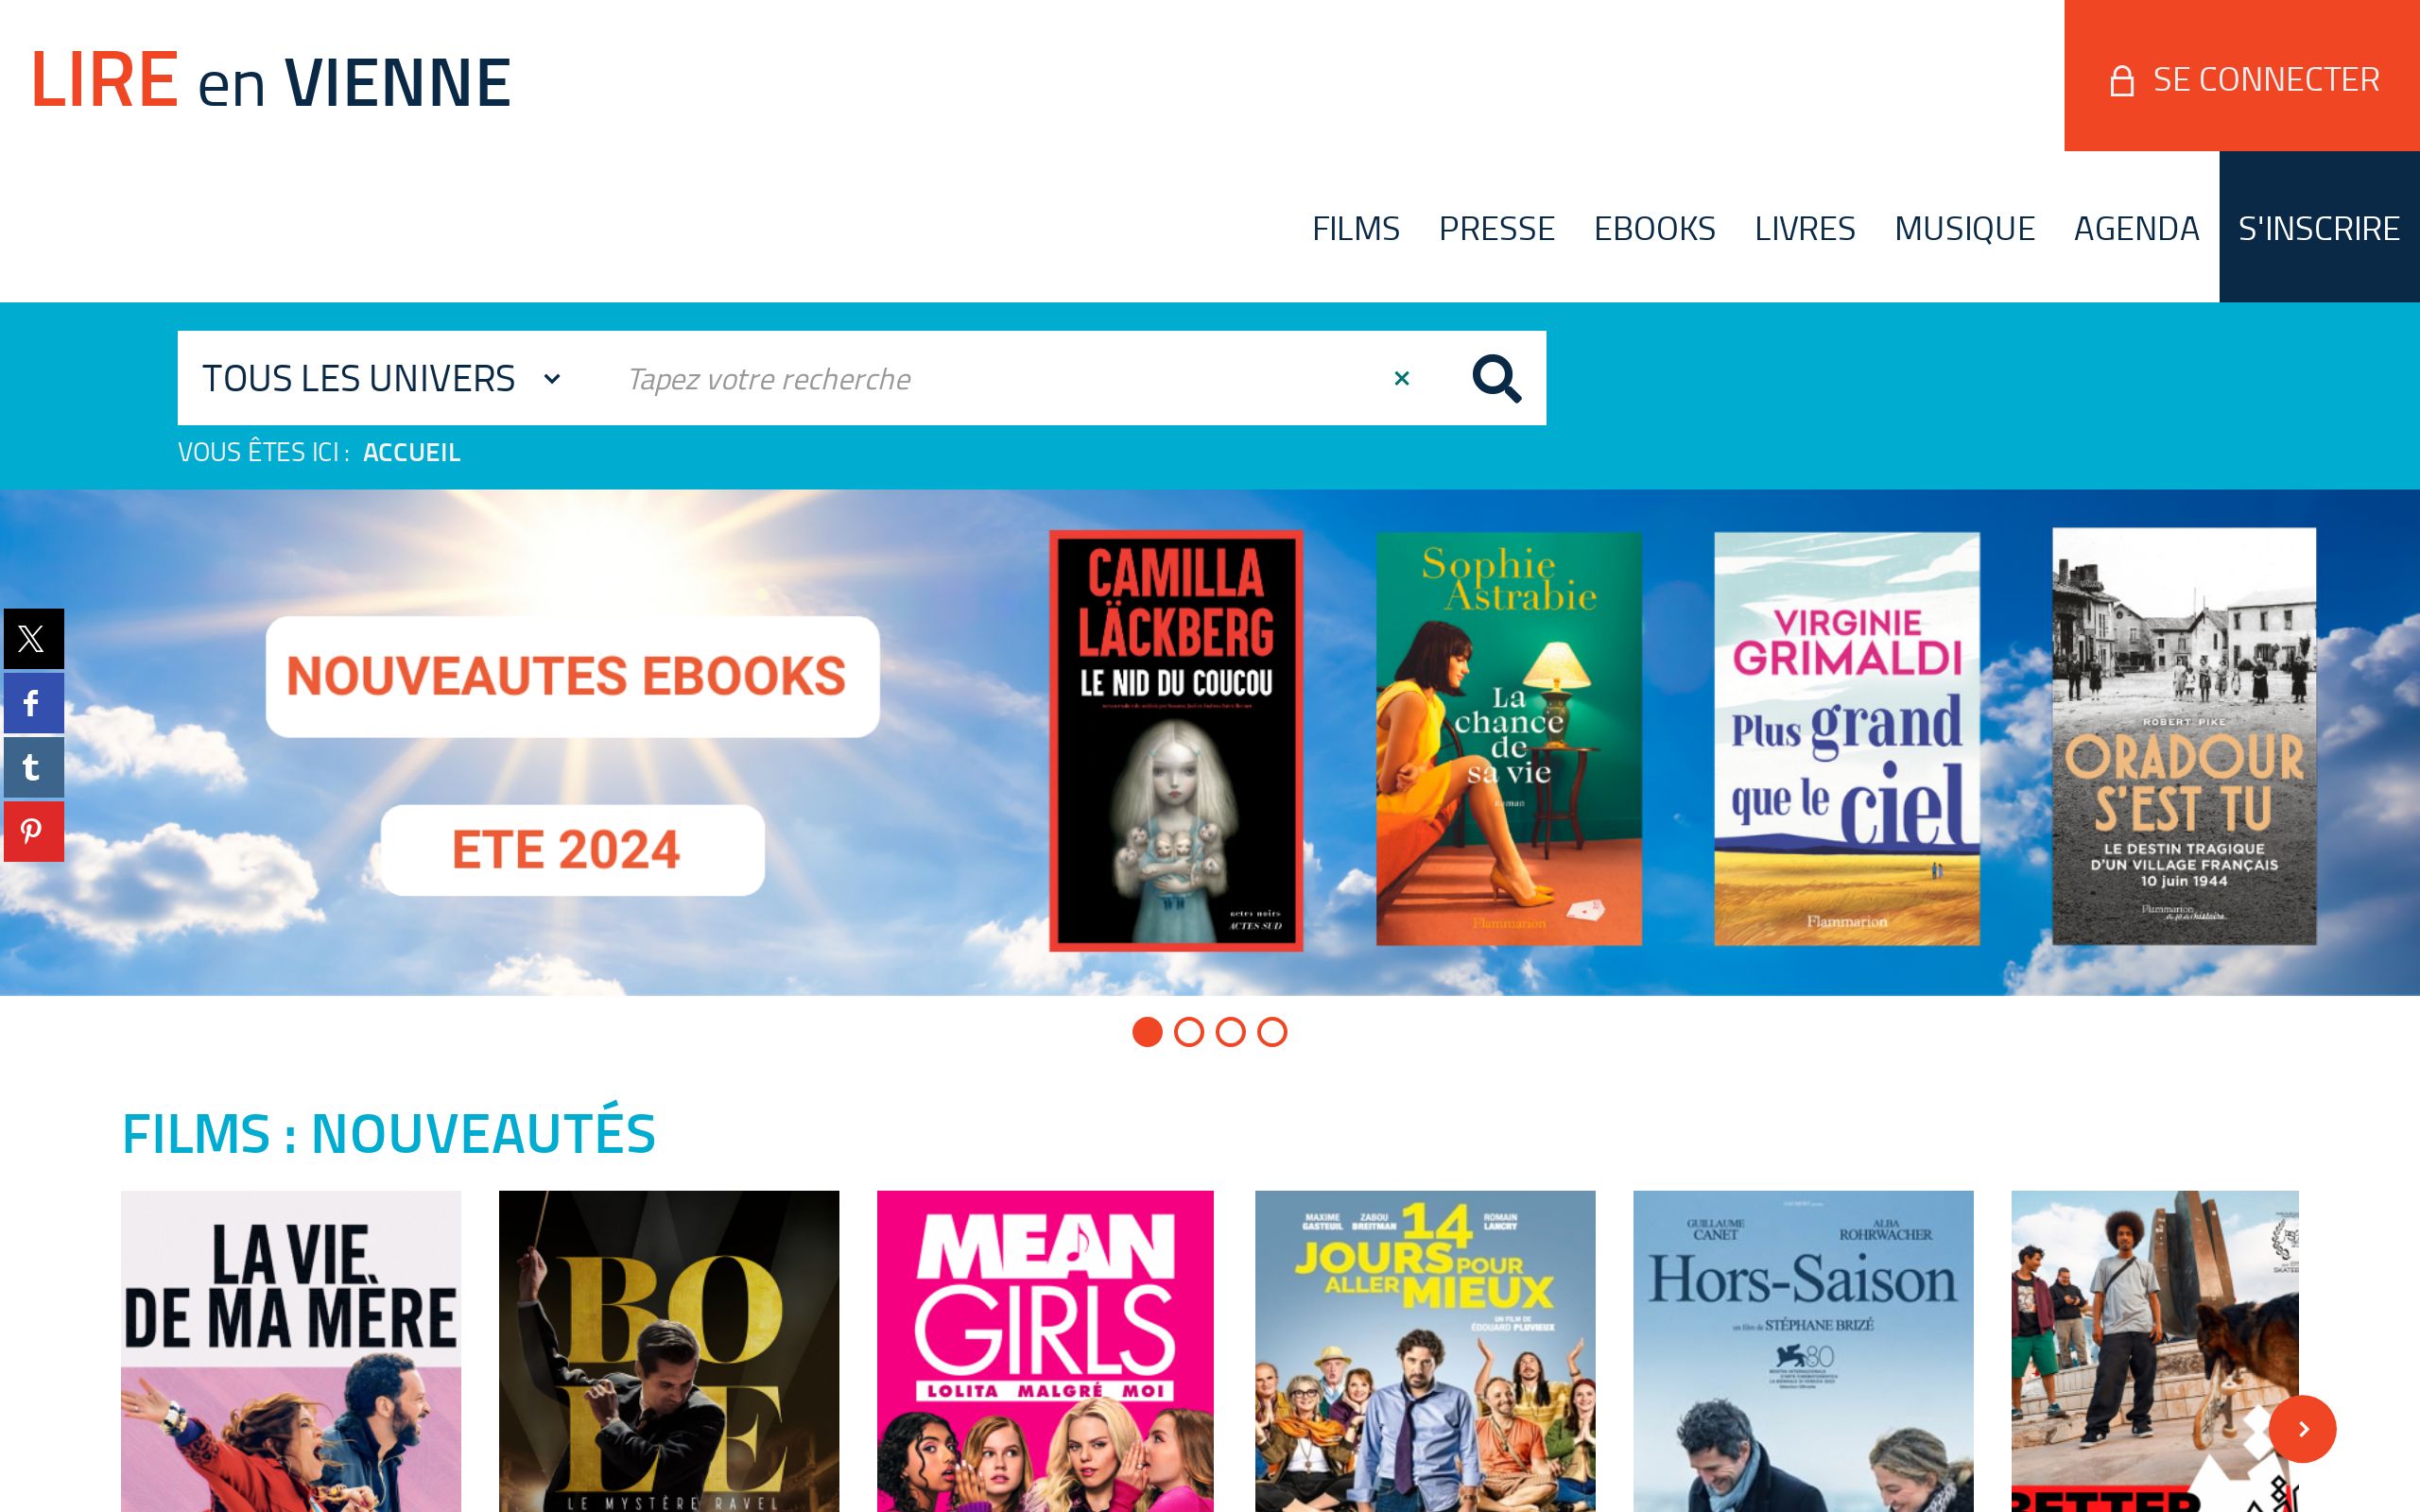 LIRE en VIENNE
SE CONNECTER
FILMS PRESSE EBOOKS LIVRES MUSIQUE AGENDA S'INSCRIRE
TOUS LES UNIVERS
Tapez votre recherche
VOUS ÊTES ICI : ACCUEIL
NOUVEAUTES EBOOKS
ETE 2024
CAMILLA
LÄCKBERG
LE NID DU COUCOU
actes noirs
ACTES SUD
Sophie
Astrabie
La
chance
de
sa vie
roman
Flammarion
VIRGINIE
GRIMALDI
Plus grand
que le ciel
Flammarion
ROBERT PIKE
ORADOUR
S'EST TU
LE DESTIN TRAGIQUE
D'UN VILLAGE FRANÇAIS
10 juin 1944
Flammarion
FILMS : NOUVEAUTÉS
LA VIE
DE MA MÈRE
BO
LE
LE MYSTÈRE RAVEL
MEAN
GIRLS
LOLITA MALGRÉ MOI
MAXIME GASTEUIL
ZABOU BREITMAN
ROMAIN LANCRY
14
JOURS POUR
ALLER MIEUX
UN FILM DE
ÉDOUARD PLUVIEUX
GUILLAUME CANET
ALBA ROHRWACHER
Hors-Saison
un film de STÉPHANE BRIZÉ
80
BETTER